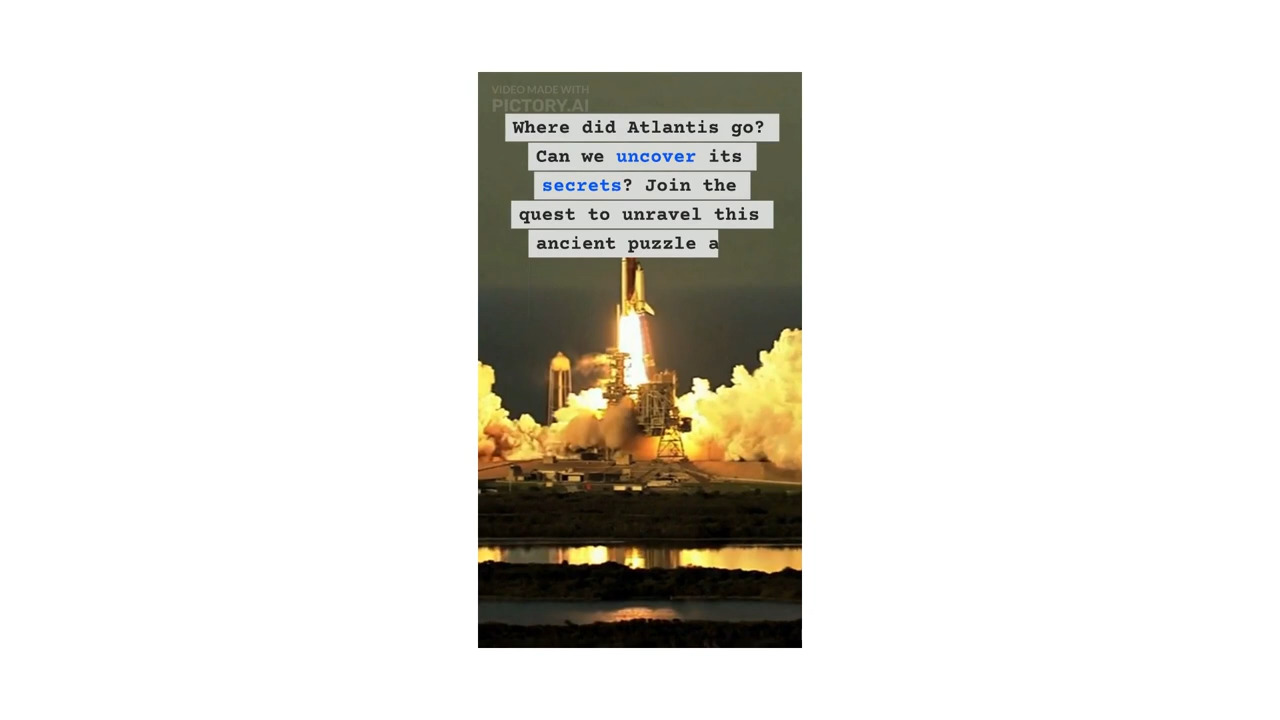 VIDEO MADE WITH
PICTORY.AI
Where did Atlantis go?
Can we uncover its
secrets? Join the
quest to unravel this
ancient puzzle a